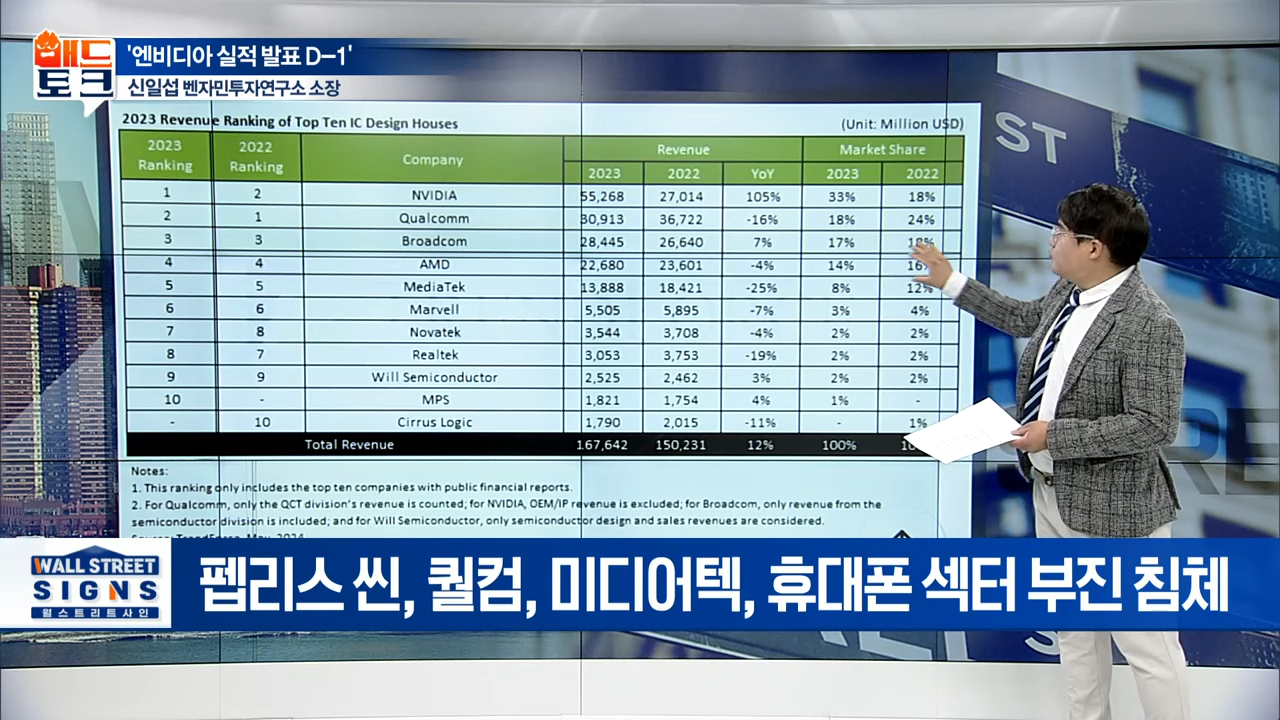 매드
토크
'엔비디아 실적 발표 D-1'
신일섭 벤자민투자연구소 소장
2023 Revenue Ranking of Top Ten IC Design Houses (Unit: Million USD)
2023 Ranking 2022 Ranking Company Revenue Market Share
2023 2022 YoY 2023 2022
1 2 NVIDIA 55,268 27,014 105% 33% 18%
2 1 Qualcomm 30,913 36,722 -16% 18% 24%
3 3 Broadcom 28,445 26,640 7% 17% 18%
4 4 AMD 22,680 23,601 -4% 14%
5 5 MediaTek 13,888 18,421 -25% 8% 12%
6 6 Marvell 5,505 5,895 -7% 3% 4%
7 8 Novatek 3,544 3,708 -4% 2% 2%
8 7 Realtek 3,053 3,753 -19% 2% 2%
9 9 Will Semiconductor 2,525 2,462 3% 2% 2%
10 - MPS 1,821 1,754 4% 1% -
- 10 Cirrus Logic 1,790 2,015 -11% - 1%
Total Revenue 167,642 150,231 12% 100%
Notes:
1. This ranking only includes the top ten companies with public financial reports.
2. For Qualcomm, only the QCT division's revenue is counted; for NVIDIA, OEM/IP revenue is excluded; for Broadcom, only revenue from the
semiconductor division is included; and for Will Semiconductor, only semiconductor design and sales revenues are considered.
ST
WALL STREET
SIGNS
월스트리트사인
펩리스 씬, 퀄컴, 미디어텍, 휴대폰 섹터 부진 침체